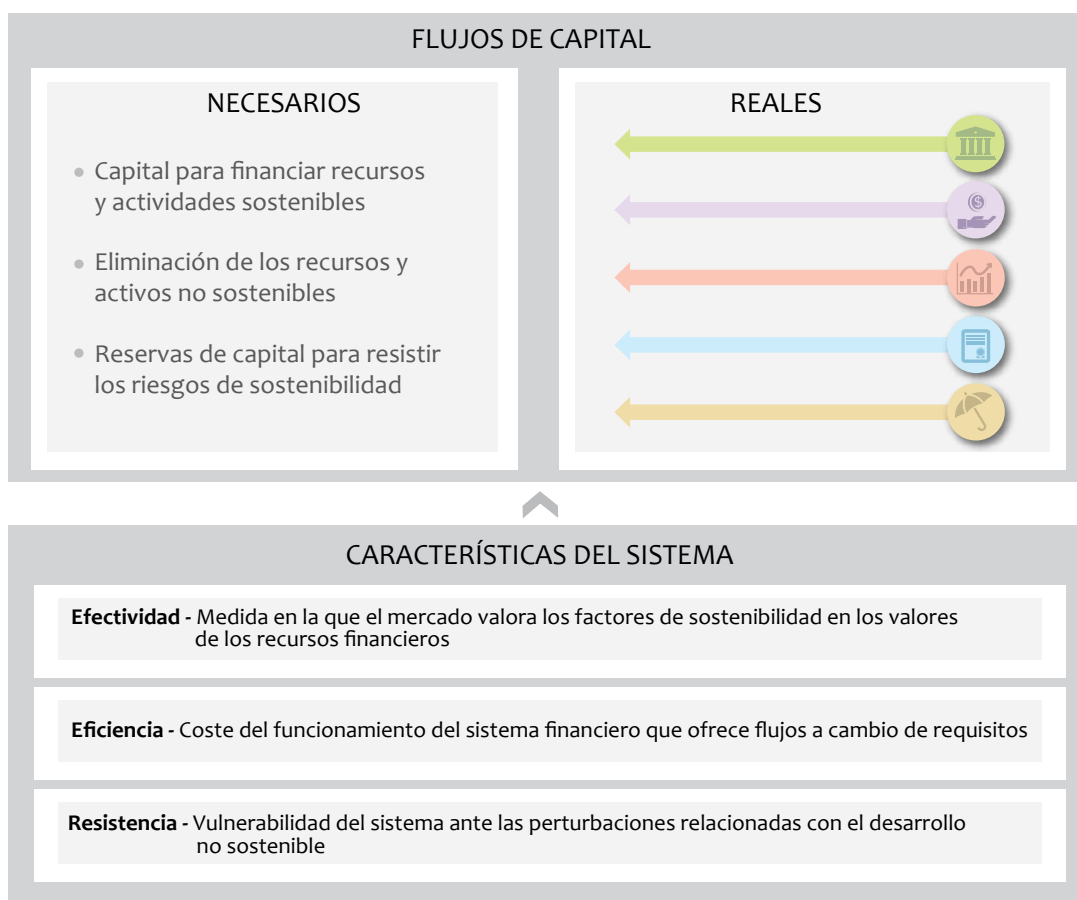 FLUJOS DE CAPITAL
NECESARIOS
• Capital para financiar recursos
y actividades sostenibles
• Eliminación de los recursos y
activos no sostenibles
• Reservas de capital para resistir
los riesgos de sostenibilidad
REALES
$
CARACTERÍSTICAS DEL SISTEMA
Efectividad - Medida en la que el mercado valora los factores de sostenibilidad en los valores
de los recursos financieros
Eficiencia - Coste del funcionamiento del sistema financiero que ofrece flujos a cambio de requisitos
Resistencia - Vulnerabilidad del sistema ante las perturbaciones relacionadas con el desarrollo
no sostenible